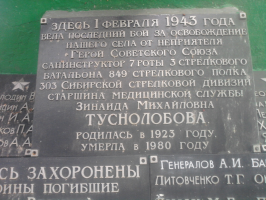 ЗДЕСЬ 1 ФЕВРАЛЯ 1943 ГОДА
ВЕЛА ПОСЛЕДНИЙ БОЙ ЗА ОСВОБОЖДЕНИЕ
НАШЕГО СЕЛА ОТ НЕПРИЯТЕЛЯ
ГЕРОЙ СОВЕТСКОГО СОЮЗА,
САНИНСТРУКТОР 7 РОТЫ 3 СТРЕЛКОВОГО
БАТАЛЬОНА 849 СТРЕЛКОВОГО ПОЛКА
303 СИБИРСКОЙ СТРЕЛКОВОЙ ДИВИЗИИ
СТАРШИНА МЕДИЦИНСКОЙ СЛУЖБЫ
ЗИНАИДА МИХАЙЛОВНА
ТУСНОЛОБОВА.
РОДИЛАСЬ В 1923 ГОДУ,
УМЕРЛА В 1980 ГОДУ
СЬ ЗАХОРОНЕНЫ
ОИНЫ ПОГИБШИЕ
ГЕНЕРАЛОВ А.И.
ЛИТОВЧЕНКО Т.Г.